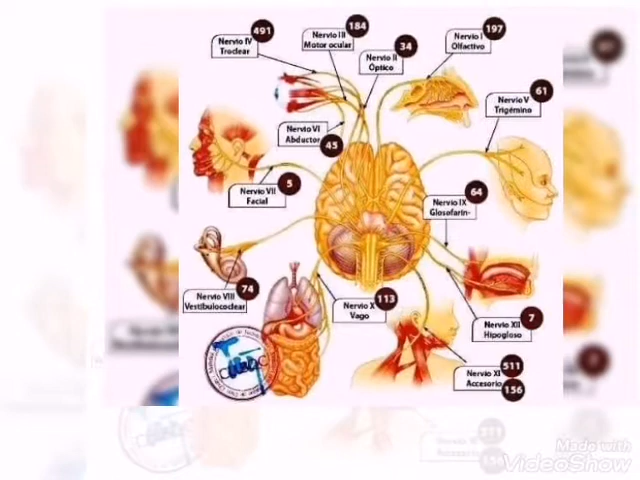 491
Nervio IV
Troclear
Nervio III
Motor ocular
184
Nervio II
Óptico
34
Nervio I
Olfactivo
197
61
Nervio V
Trigémino
Nervio VI
Abductor
45
Nervio VII
Facial
5
64
Nervio IX
Glosofarín-
Nervio VIII
Vestibulococlear
74
Nervio X
Vago
113
7
Nervio XII
Hipogloso
511
Nervio XI
Accesorio
156
Made with
VideoShow